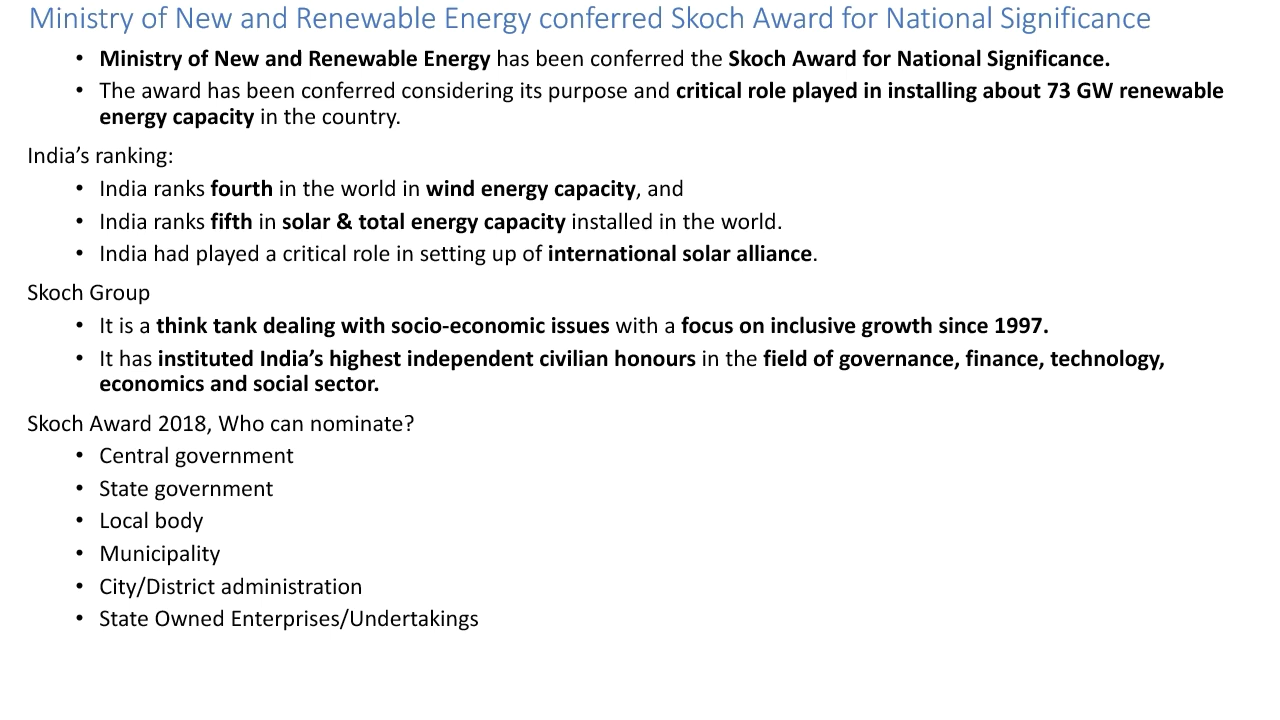 Ministry of New and Renewable Energy conferred Skoch Award for National Significance
• Ministry of New and Renewable Energy has been conferred the Skoch Award for National Significance.
• The award has been conferred considering its purpose and critical role played in installing about 73 GW renewable
energy capacity in the country.
India’s ranking:
• India ranks fourth in the world in wind energy capacity, and
• India ranks fifth in solar & total energy capacity installed in the world.
• India had played a critical role in setting up of international solar alliance.
Skoch Group
• It is a think tank dealing with socio-economic issues with a focus on inclusive growth since 1997.
• It has instituted India’s highest independent civilian honours in the field of governance, finance, technology,
economics and social sector.
Skoch Award 2018, Who can nominate?
• Central government
• State government
• Local body
• Municipality
• City/District administration
• State Owned Enterprises/Undertakings